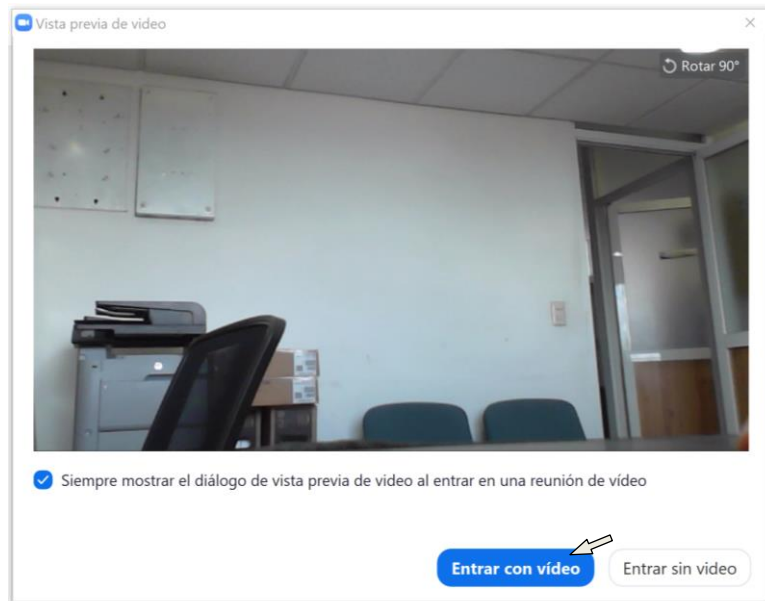 Vista previa de video
Rotar 90°
Siempre mostrar el diálogo de vista previa de video al entrar en una reunión de vídeo
Entrar con vídeo
Entrar sin video